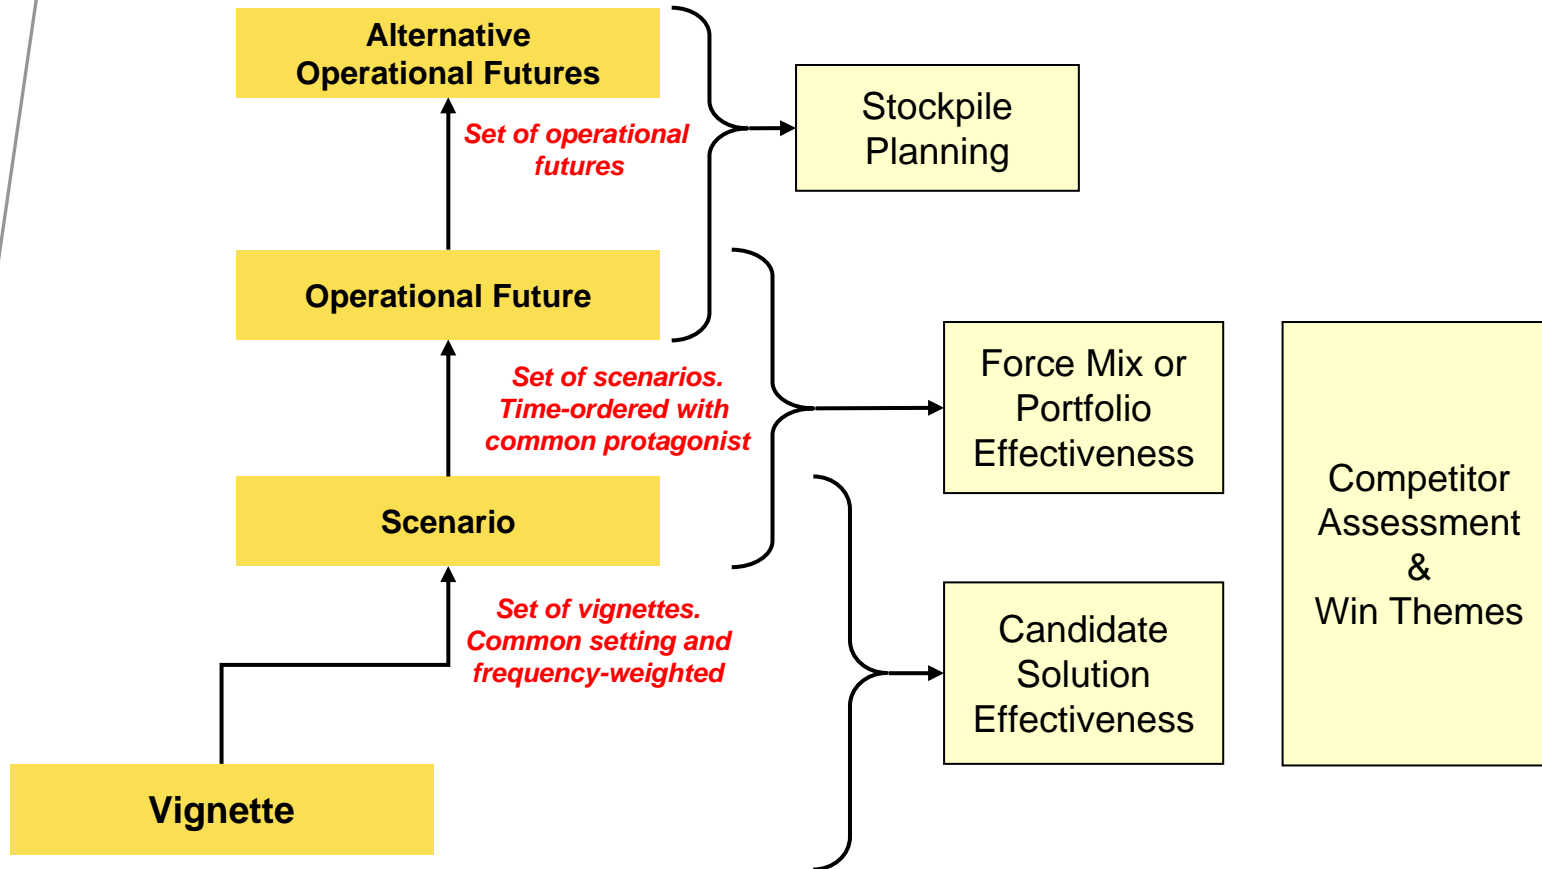 Alternative
Operational Futures
Set of operational
futures
Stockpile
Planning
Operational Future
Set of scenarios.
Time-ordered with
common protagonist
Force Mix or
Portfolio
Effectiveness
Scenario
Set of vignettes.
Common setting and
frequency-weighted
Candidate
Solution
Effectiveness
Competitor
Assessment
&
Win Themes
Vignette